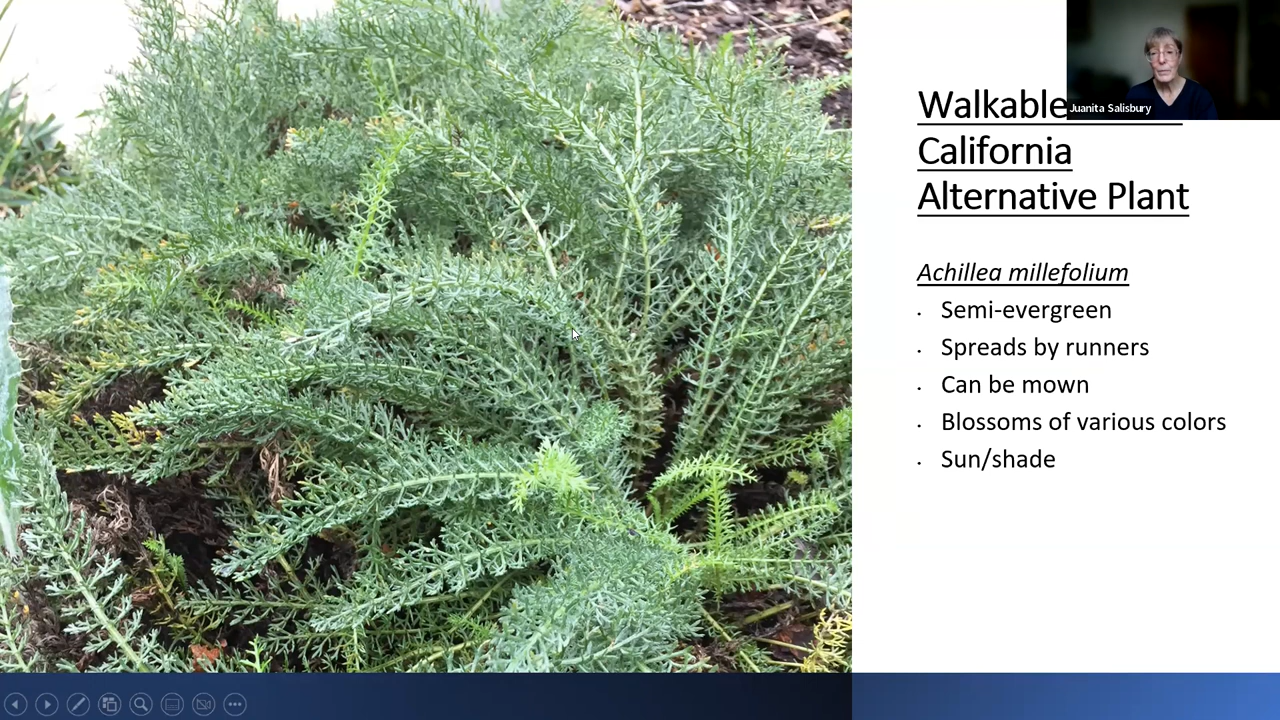 Walkable
Juanita Salisbury
California
Alternative Plant
Achillea millefolium
• Semi-evergreen
• Spreads by runners
• Can be mown
• Blossoms of various colors
• Sun/shade